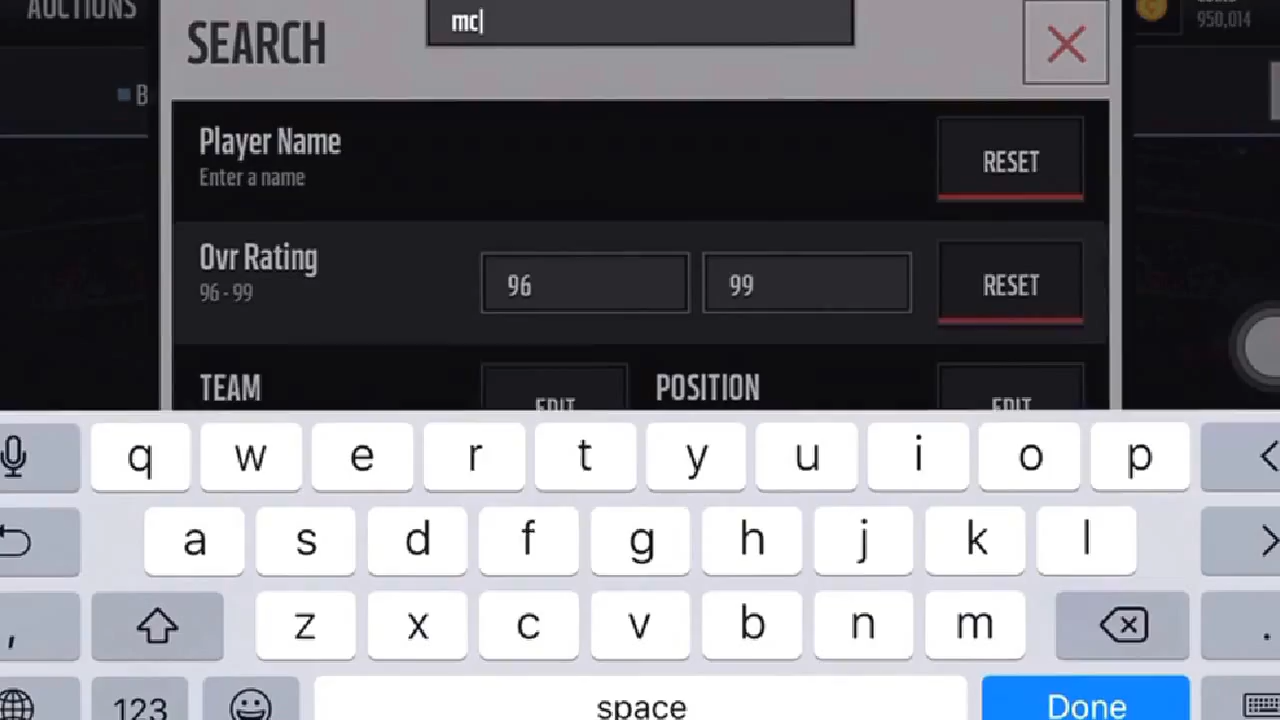 AUCTIONS
mc
950,014
SEARCH
B
Player Name
Enter a name
RESET
Ovr Rating
96 - 99
96
99
RESET
TEAM
EDIT
POSITION
EDIT
q w e r t y u i o p
a s d f g h j k l
, z x c v b n m .
123 space Done